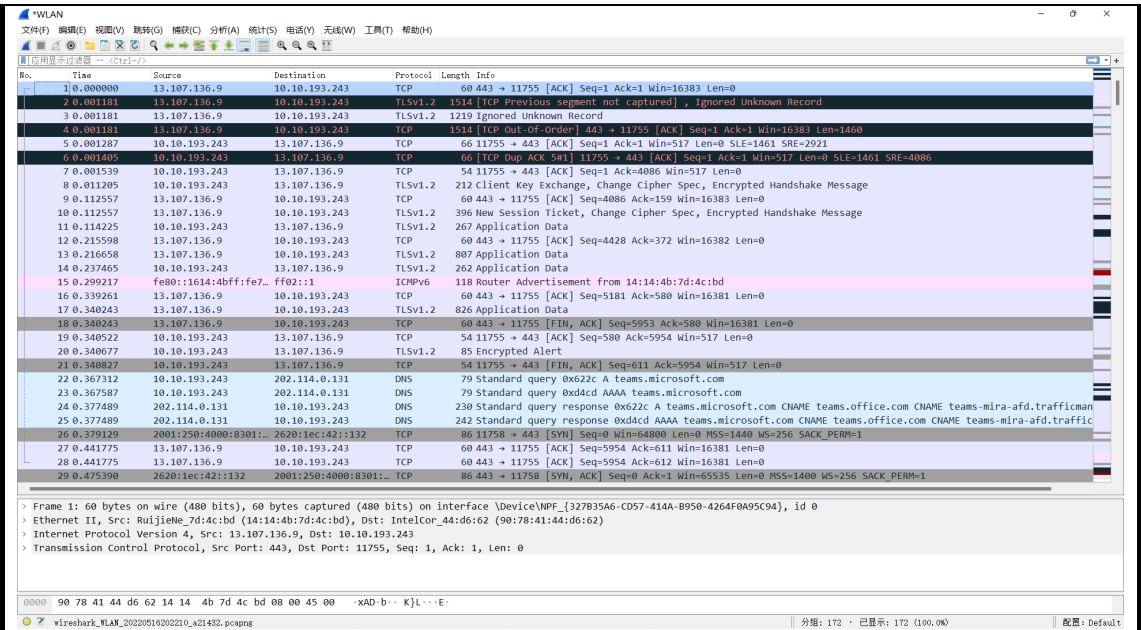 *WLAN
文件(F) 编辑(E) 视图(V) 跳转(G) 捕获(C) 分析(A) 统计(S) 电话(Y) 无线(W) 工具(T) 帮助(H)
应用显示过滤器 … <Ctrl-/>
No. Time Source Destination Protocol Length Info
1 0.000000 13.107.136.9 10.10.193.243 TCP 60 443 → 11755 [ACK] Seq=1 Ack=1 Win=16383 Len=0
2 0.001181 13.107.136.9 10.10.193.243 TLSv1.2 1514 [TCP Previous segment not captured] , Ignored Unknown Record
3 0.001181 13.107.136.9 10.10.193.243 TLSv1.2 1219 Ignored Unknown Record
4 0.001181 13.107.136.9 10.10.193.243 TCP 1514 [TCP Out-Of-Order] 443 → 11755 [ACK] Seq=1 Ack=1 Win=16383 Len=1460
5 0.001287 10.10.193.243 13.107.136.9 TCP 66 11755 → 443 [ACK] Seq=1 Ack=1 Win=517 Len=0 SLE=1461 SRE=2921
6 0.001405 10.10.193.243 13.107.136.9 TCP 66 [TCP Dup ACK 5#1] 11755 → 443 [ACK] Seq=1 Ack=1 Win=517 Len=0 SLE=1461 SRE=4086
7 0.001539 10.10.193.243 13.107.136.9 TCP 54 11755 → 443 [ACK] Seq=1 Ack=4086 Win=517 Len=0
8 0.011205 10.10.193.243 13.107.136.9 TLSv1.2 212 Client Key Exchange, Change Cipher Spec, Encrypted Handshake Message
9 0.112557 13.107.136.9 10.10.193.243 TCP 60 443 → 11755 [ACK] Seq=4086 Ack=159 Win=16383 Len=0
10 0.112557 13.107.136.9 10.10.193.243 TLSv1.2 396 New Session Ticket, Change Cipher Spec, Encrypted Handshake Message
11 0.114225 10.10.193.243 13.107.136.9 TLSv1.2 267 Application Data
12 0.215598 13.107.136.9 10.10.193.243 TCP 60 443 → 11755 [ACK] Seq=4428 Ack=372 Win=16382 Len=0
13 0.216658 13.107.136.9 10.10.193.243 TLSv1.2 807 Application Data
14 0.237465 10.10.193.243 13.107.136.9 TLSv1.2 262 Application Data
15 0.299217 fe80::1614:4bff:fe7… ff02::1 ICMPv6 118 Router Advertisement from 14:14:4b:7d:4c:bd
16 0.339261 13.107.136.9 10.10.193.243 TCP 60 443 → 11755 [ACK] Seq=5181 Ack=580 Win=16381 Len=0
17 0.340243 13.107.136.9 10.10.193.243 TLSv1.2 826 Application Data
18 0.340243 13.107.136.9 10.10.193.243 TCP 60 443 → 11755 [FIN, ACK] Seq=5953 Ack=580 Win=16381 Len=0
19 0.340522 10.10.193.243 13.107.136.9 TCP 54 11755 → 443 [ACK] Seq=580 Ack=5954 Win=517 Len=0
20 0.340677 10.10.193.243 13.107.136.9 TLSv1.2 85 Encrypted Alert
21 0.340827 10.10.193.243 13.107.136.9 TCP 54 11755 → 443 [FIN, ACK] Seq=611 Ack=5954 Win=517 Len=0
22 0.367312 10.10.193.243 202.114.0.131 DNS 79 Standard query 0x622c A teams.microsoft.com
23 0.367587 10.10.193.243 202.114.0.131 DNS 79 Standard query 0xd4cd AAAA teams.microsoft.com
24 0.377489 202.114.0.131 10.10.193.243 DNS 230 Standard query response 0x622c A teams.microsoft.com CNAME teams.office.com CNAME teams-mira-afd.trafficman
25 0.377489 202.114.0.131 10.10.193.243 DNS 242 Standard query response 0xd4cd AAAA teams.microsoft.com CNAME teams.office.com CNAME teams-mira-afd.traffic
26 0.379129 2001:250:4000:8301:… 2620:1ec:42::132 TCP 86 11758 → 443 [SYN] Seq=0 Win=64800 Len=0 MSS=1440 WS=256 SACK_PERM=1
27 0.441775 13.107.136.9 10.10.193.243 TCP 60 443 → 11755 [ACK] Seq=5954 Ack=611 Win=16381 Len=0
28 0.441775 13.107.136.9 10.10.193.243 TCP 60 443 → 11755 [ACK] Seq=5954 Ack=612 Win=16381 Len=0
29 0.475390 2620:1ec:42::132 2001:250:4000:8301:… TCP 86 443 → 11758 [SYN, ACK] Seq=0 Ack=1 Win=65535 Len=0 MSS=1400 WS=256 SACK_PERM=1
> Frame 1: 60 bytes on wire (480 bits), 60 bytes captured (480 bits) on interface \Device\NPF_{327B35A6-CD57-414A-B950-4264F0A95C94}, id 0
> Ethernet II, Src: RuijieNe_7d:4c:bd (14:14:4b:7d:4c:bd), Dst: IntelCor_44:d6:62 (90:78:41:44:d6:62)
> Internet Protocol Version 4, Src: 13.107.136.9, Dst: 10.10.193.243
> Transmission Control Protocol, Src Port: 443, Dst Port: 11755, Seq: 1, Ack: 1, Len: 0
0000 90 78 41 44 d6 62 14 14 4b 7d 4c bd 08 00 45 00 ·xAD·b·· K}L···E·
wireshark_WLAN_20220516202210_a21432.pcapng 分组: 172 · 已显示: 172 (100.0%) 配置: Default